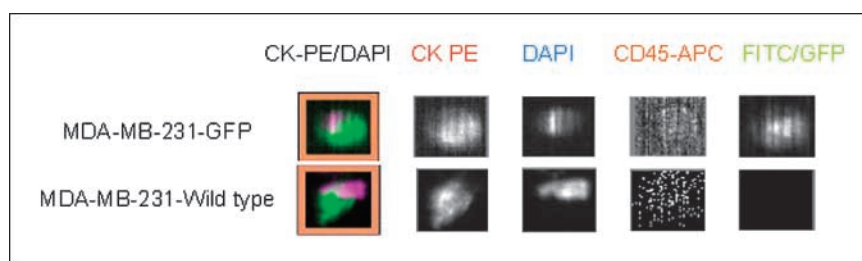 CK-PE/DAPI CK PE DAPI CD45-APC FITC/GFP
MDA-MB-231-GFP
MDA-MB-231-Wild type